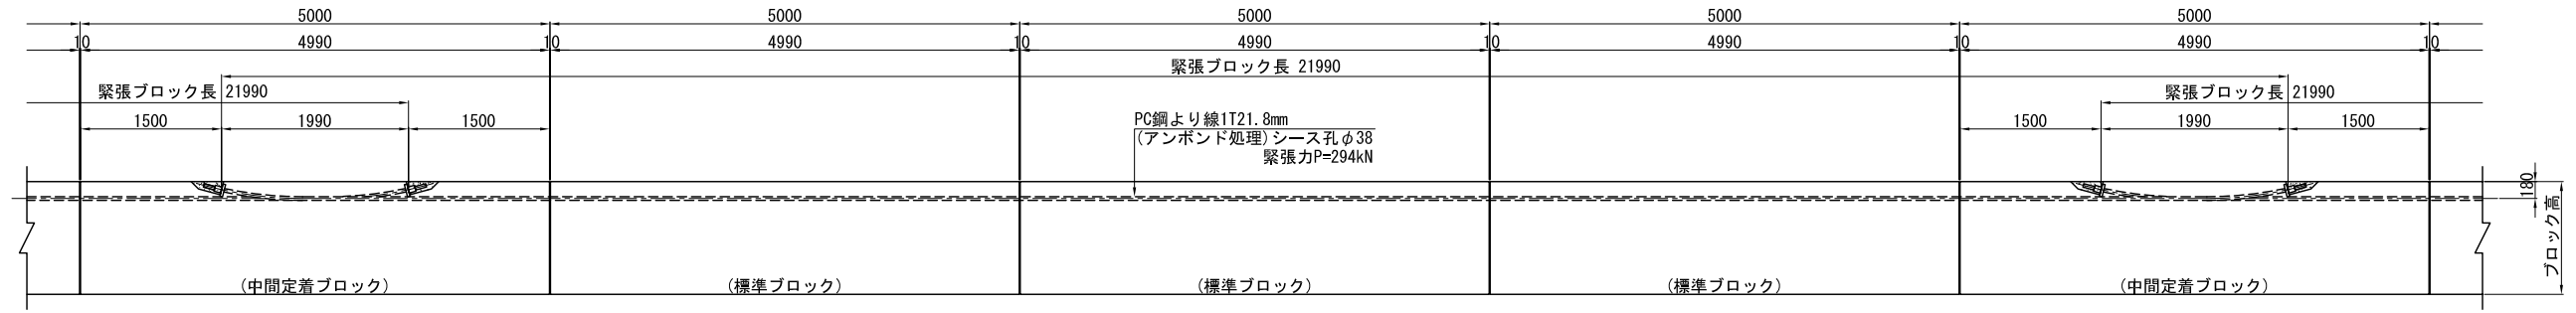 5000 5000 5000 5000 5000
10 4990 10 4990 10 4990 10 4990 10 4990 10
緊張ブロック長 21990
緊張ブロック長 21990 緊張ブロック長 21990
1500 1990 1500 1500 1990 1500
PC鋼より線1T21.8mm
(アンボンド処理)シース孔φ38
緊張力P=294kN
180
ブロック高
(中間定着ブロック) (標準ブロック) (標準ブロック) (標準ブロック) (中間定着ブロック)